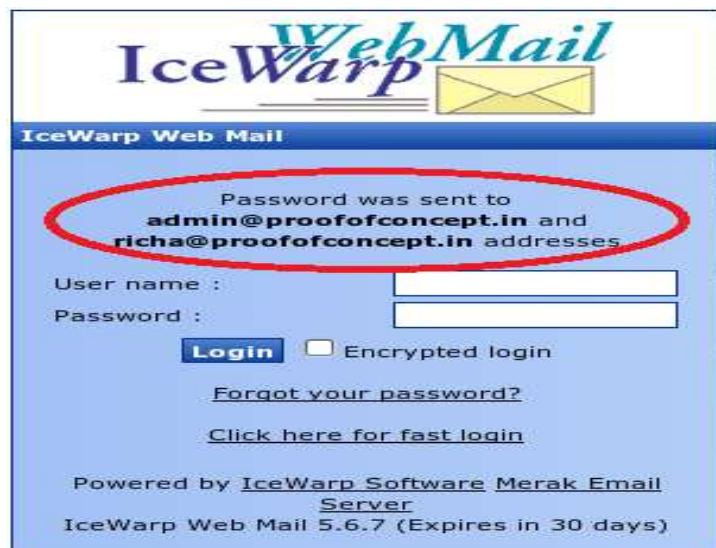 WebMail
IceWarp
IceWarp Web Mail
Password was sent to
admin@proofofconcept.in and
richa@proofofconcept.in addresses
User name :
Password :
Login Encrypted login
Forgot your password?
Click here for fast login
Powered by IceWarp Software Merak Email
Server
IceWarp Web Mail 5.6.7 (Expires in 30 days)